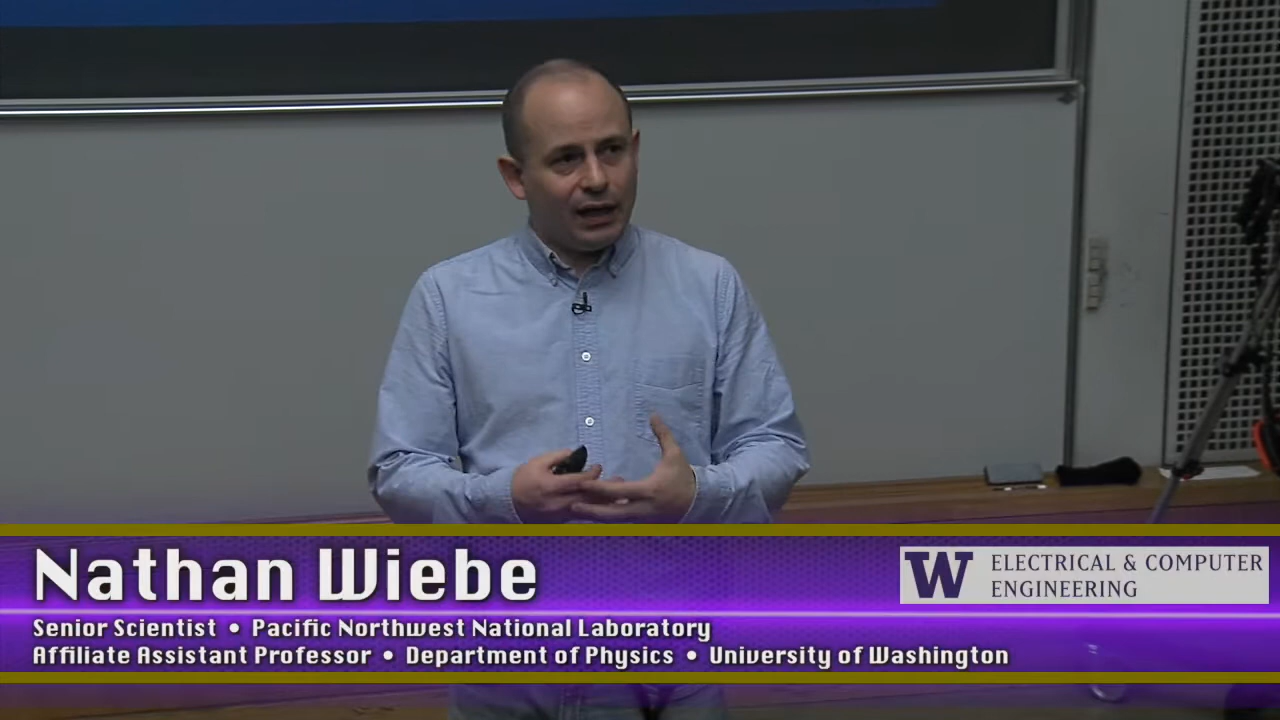 Nathan Wiebe
Senior Scientist • Pacific Northwest National Laboratory
Affiliate Assistant Professor • Department of Physics • University of Washington
W ELECTRICAL & COMPUTER
ENGINEERING